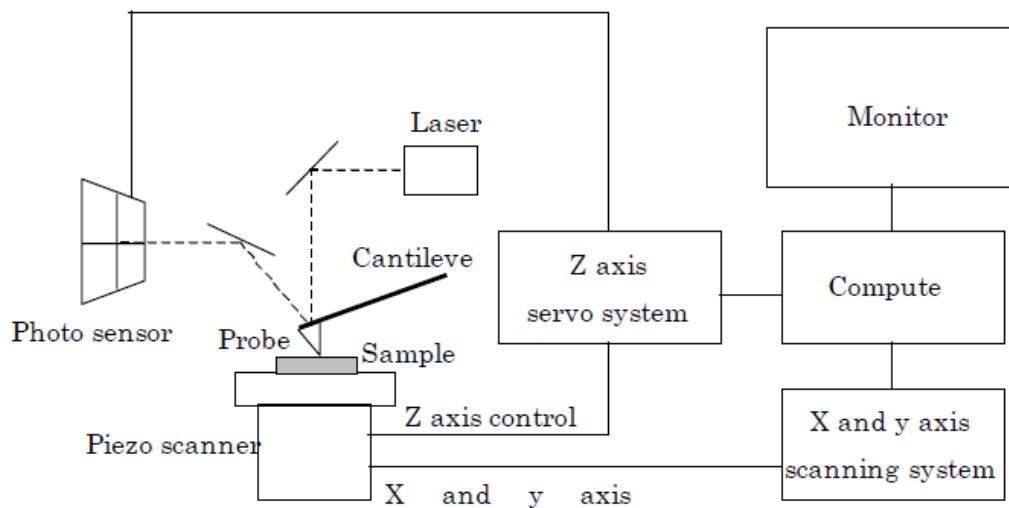 Monitor
Laser
Cantileve
Z axis
servo system
Compute
Photo sensor
Probe
Sample
Z axis control
X and y axis
scanning system
Piezo scanner
X and y axis